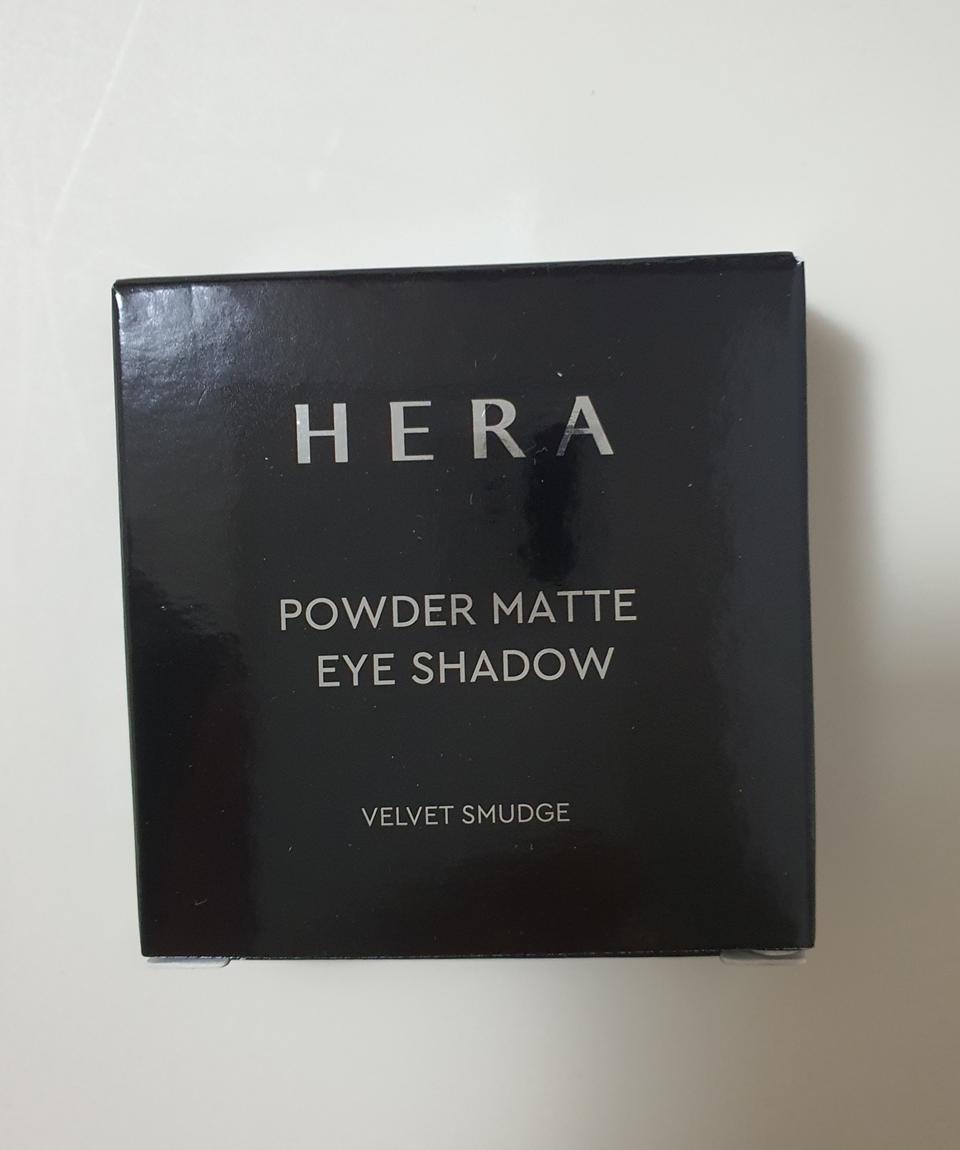 HERA
POWDER MATTE
EYE SHADOW
VELVET SMUDGE